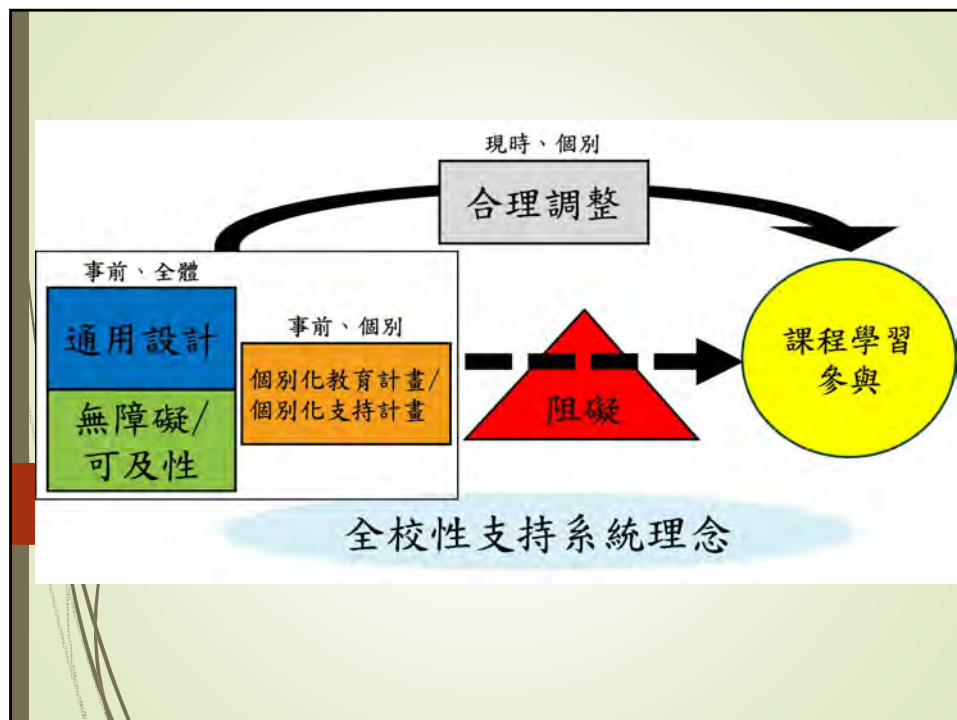 現時、個別
合理調整
事前、全體
通用設計
無障礙/
可及性
事前、個別
個別化教育計畫/
個別化支持計畫
阻礙
課程學習
參與
全校性支持系統理念